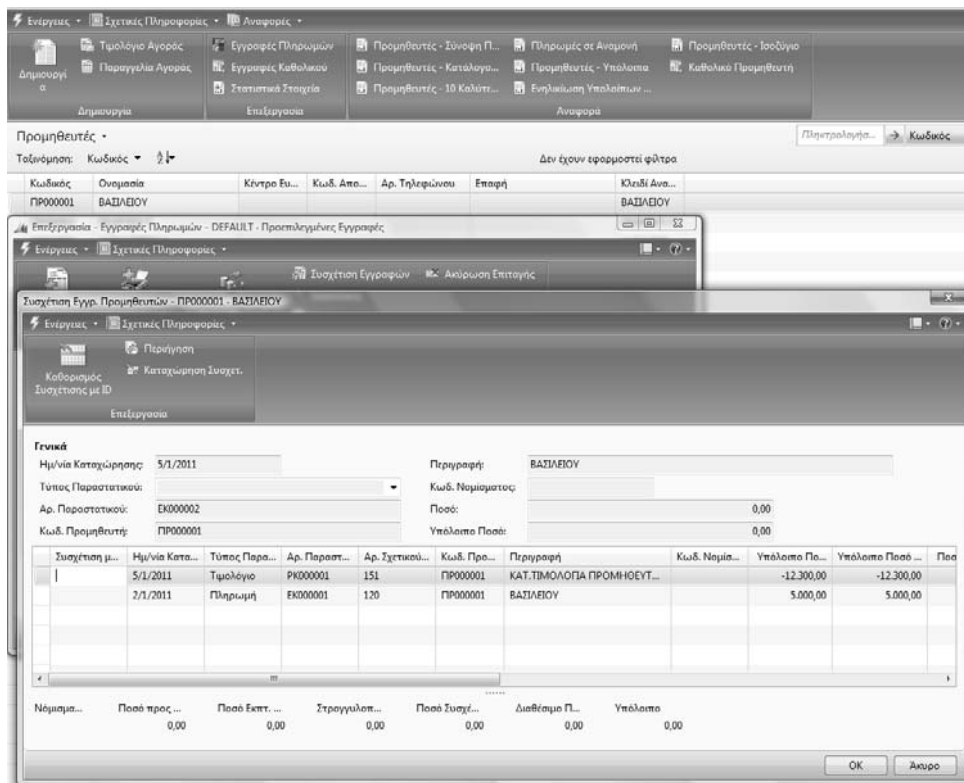 Ενέργειες Σχετικές Πληροφορίες Αναφορές
Τιμολόγιο Αγοράς Εγγραφές Πληρωμών Προμηθευτές - Σύνοψη Π... Πληρωμές σε Αναμονή Προμηθευτές - Ισοζύγιο
Δημιουργία Παραγγελία Αγοράς Εγγραφές Καθολικού Προμηθευτές - Κατάλογο... Προμηθευτές - Υπόλοιπα Καθολικό Προμηθευτή
Στατιστικά Στοιχεία Προμηθευτές - 10 Καλύτε... Ενηλικίωση Υπολοίπων ...
Δημιουργία Επεξεργασία Αναφορά
Προμηθευτές Πληκτρολογήσ... Κωδικός
Ταξινόμηση: Κωδικός Δεν έχουν εφαρμοστεί φίλτρα
Κωδικός Ονομασία Κέντρο Ευ... Κωδ. Απο... Αρ. Τηλεφώνου Επαφή Κλειδί Ανα...
ΠΡ000001 ΒΑΣΙΛΕΙΟΥ ΒΑΣΙΛΕΙΟΥ
Επεξεργασία - Εγγραφές Πληρωμών - DEFAULT - Προεπιλεγμένες Εγγραφές
Ενέργειες Σχετικές Πληροφορίες
Συσχέτιση Εγγραφών Ακύρωση Επιταγής
Συσχέτιση Εγγρ. Προμηθευτών - ΠΡ000001 - ΒΑΣΙΛΕΙΟΥ
Ενέργειες Σχετικές Πληροφορίες
Περιήγηση
Καθορισμός Συσχέτισης με ID Καταχώρηση Συσχετ.
Επεξεργασία
Γενικά
Ημ/νία Καταχώρησης: 5/1/2011 Περιγραφή: ΒΑΣΙΛΕΙΟΥ
Τύπος Παραστατικού: Κωδ. Νομίσματος:
Αρ. Παραστατικού: ΕΚ000002 Ποσό: 0,00
Κωδ. Προμηθευτή: ΠΡ000001 Υπόλοιπο Ποσό: 0,00
Συσχέτιση μ... Ημ/νία Κατα... Τύπος Παρα... Αρ. Παραστ... Αρ. Σχετικού... Κωδ. Προ... Περιγραφή Κωδ. Νομίσ... Υπόλοιπο Πο... Υπόλοιπο Ποσό ... Ποσ
5/1/2011 Τιμολόγιο ΡΚ000001 151 ΠΡ000001 ΚΑΤ.ΤΙΜΟΛΟΓΙΑ ΠΡΟΜΗΘΕΥΤ... -12.300,00 -12.300,00
2/1/2011 Πληρωμή ΕΚ000001 120 ΠΡ000001 ΒΑΣΙΛΕΙΟΥ 5.000,00 5.000,00
Νόμισμα... Ποσό προς ... Ποσό Εκπτ. ... Στρογγυλοπ... Ποσό Συσχέ... Διαθέσιμο Π... Υπόλοιπο
0,00 0,00 0,00 0,00 0,00 0,00
OK Άκυρο